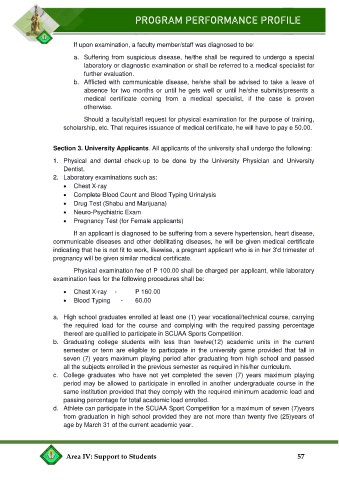 PROGRAM PERFORMANCE PROFILE
If upon examination, a faculty member/staff was diagnosed to be:
a. Suffering from suspicious disease, he/the shall be required to undergo a special
laboratory or diagnostic examination or shall be referred to a medical specialist for
further evaluation.
b. Afflicted with communicable disease, he/she shall be advised to take a leave of
absence for two months or until he gets well or until he/she submits/presents a
medical certificate coming from a medical specialist, if the case is proven
otherwise.
Should a faculty/staff request for physical examination for the purpose of training,
scholarship, etc, That requires issuance of medical certificate, he will have to pay e 50.00.
Section 3. University Applicants. All applicants of the university shall undergo the following:
1. Physical and dental check-up to be done by the University Physician and University
Dentist.
2. Laboratory examinations such as:
• Chest X-ray
• Complete Blood Count and Blood Typing Urinalysis
• Drug Test (Shabu and Marijuana)
• Neuro-Psychiatric Exam
• Pregnancy Test (for Female applicants)
If an applicant is diagnosed to be suffering from a severe hypertension, heart disease,
communicable diseases and other debilitating diseases, he will be given medical certificate
indicating that he is not fit to work, likewise, a pregnant applicant who is in her 3'd trimester of
pregnancy will be given similar medical certificate.
Physical examination fee of P 100.00 shall be charged per applicant, while laboratory
examination fees for the following procedures shall be:
• Chest X-ray - P 160.00
• Blood Typing - 60.00
a. High school graduates enrolled at least one (1) year vocational/technical course, carrying
the required load for the course and complying with the required passing percentage
thereof are qualified to participate in SCUAA Sports Competition.
b. Graduating college students with less than twelve(12) academic units in the current
semester or term are eligible to participate in the university game provided that fall in
seven (7) years maximum playing period after graduating from high school and passed
all the subjects enrolled in the previous semester as required in his/her curriculum.
c. College graduates who have not yet completed the seven (7) years maximum playing
period may be allowed to participate in enrolled in another undergraduate course in the
same institution provided that they comply with the required minimum academic load and
passing percentage for total academic load enrolled.
d. Athlete can participate in the SCUAA Sport Competition for a maximum of seven (7)years
from graduation in high school provided they are not more than twenty five (25)years of
age by March 31 of the current academic year.
Area IV: Support to Students 57